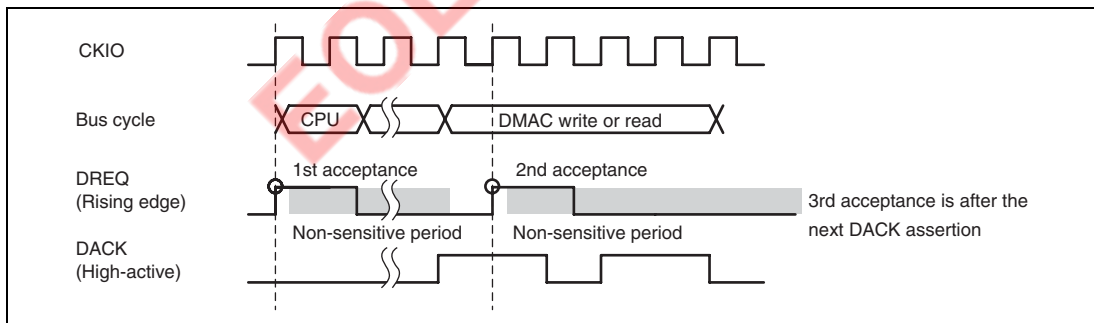 EOL
CKIO
Bus cycle
CPU
DMAC write or read
DREQ
(Rising edge)
1st acceptance
2nd acceptance
3rd acceptance is after the
next DACK assertion
Non-sensitive period
Non-sensitive period
DACK
(High-active)